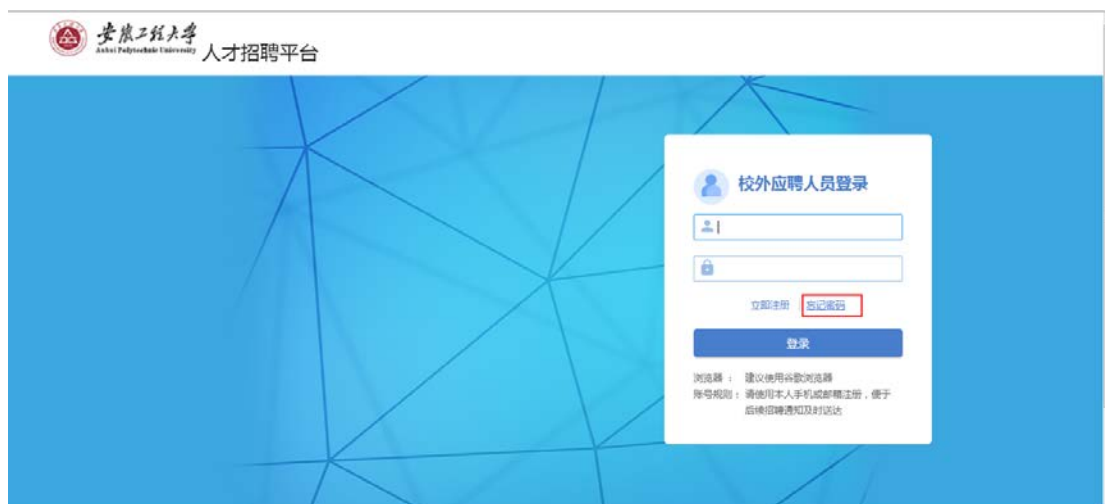 安徽工程大学
Anhui Polytechnic University
人才招聘平台
校外应聘人员登录
立即注册 | 忘记密码
登录
浏览器 : 建议使用谷歌浏览器
账号规则 : 请使用本人手机或邮箱注册，便于
后续招聘通知及时送达